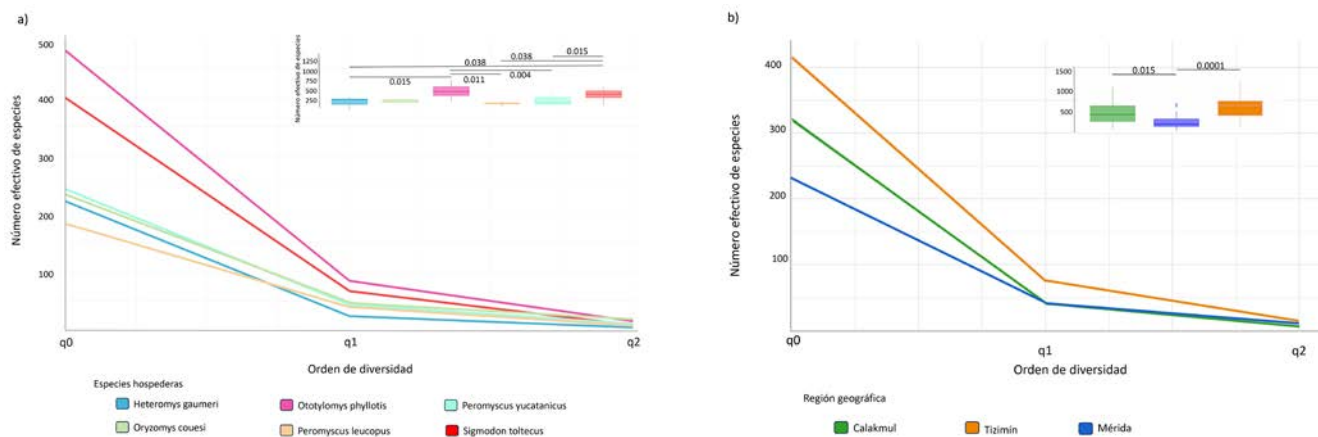 a)
Número efectivo de especies
500
400
300
200
100
q0
q1
q2
Orden de diversidad
Número efectivo de especies
1250
1000
750
500
250
0.015
0.038
0.038
0.015
0.011
0.004
Especies hospederas
Heteromys gaumeri
Ototylomys phyllotis
Peromyscus yucatanicus
Oryzomys couesi
Peromyscus leucopus
Sigmodon toltecus
b)
Número efectivo de especies
400
300
200
100
q0
q1
q2
Orden de diversidad
1500
1000
500
0.015
0.0001
Región geográfica
Calakmul
Tizimín
Mérida